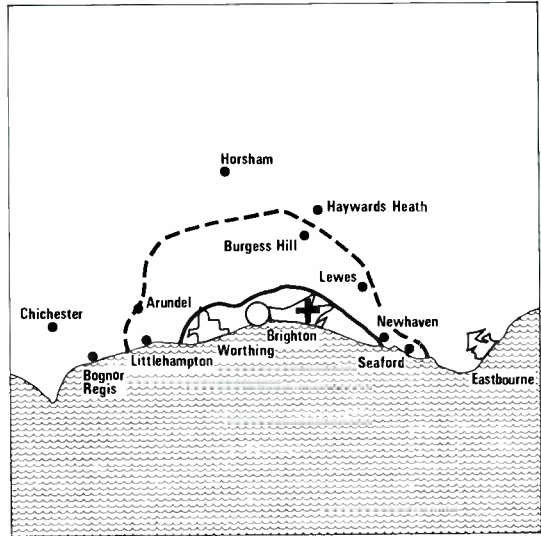 Horsham
Haywards Heath
Burgess Hill
Lewes
Arundel
Chichester
Newhaven
Brighton
Littlehampton
Worthing
Seaford
Bognor
Regis
Eastbourne